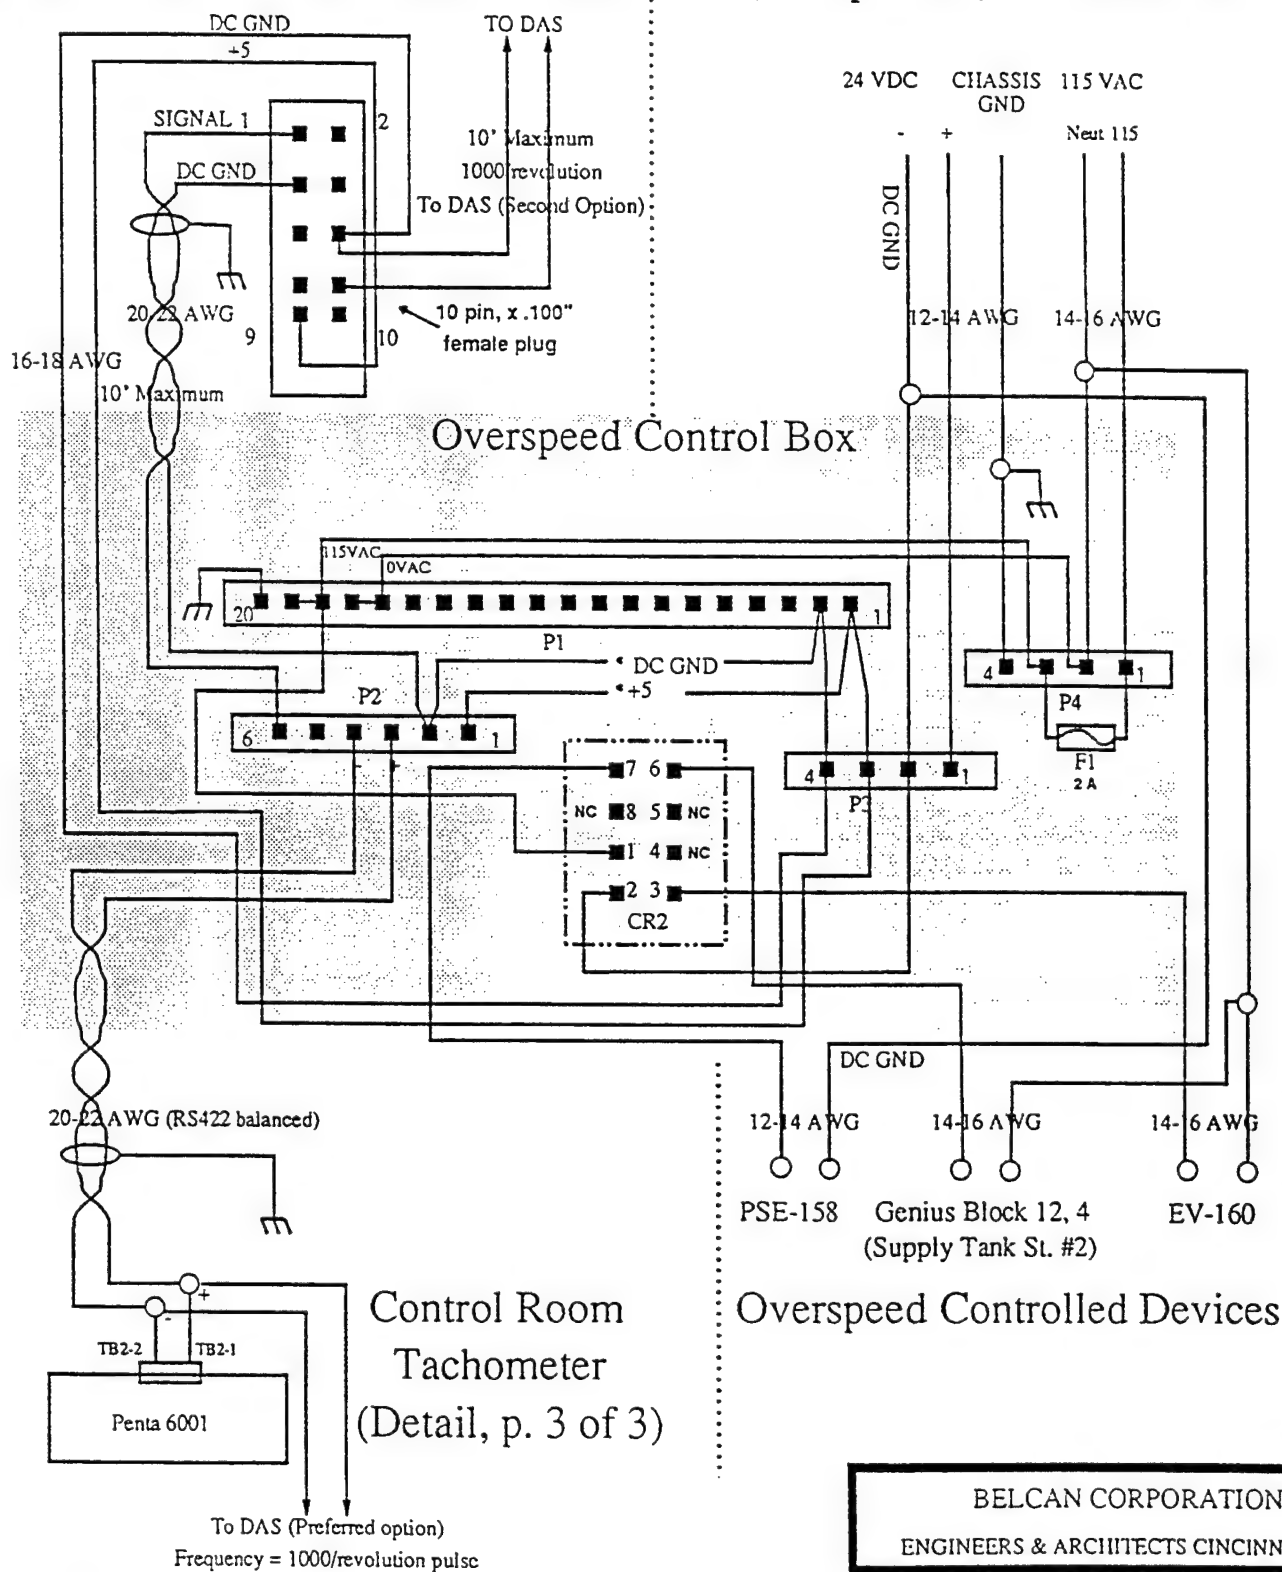 DC GND
+5
TO DAS
SIGNAL 1
2
DC GND
10' Maximum
1000/revolution
To DAS (Second Option)
20-22 AWG
9
10
10 pin, x .100"
female plug
16-18 AWG
10' Maximum
24 VDC
CHASSIS
GND
115 VAC
- +
Neut 115
DC GND
12-14 AWG
14-16 AWG
Overspeed Control Box
115VAC
0VAC
20
1
P1
DC GND
+5
P2
6
1
- +
4
1
P4
F1
2 A
7 6
NC 8 5 NC
1 4 NC
2 3
CR2
4
1
P3
DC GND
12-14 AWG
14-16 AWG
14-16 AWG
PSE-158
Genius Block 12, 4
(Supply Tank St. #2)
EV-160
Overspeed Controlled Devices
20-22 AWG (RS422 balanced)
+
-
TB2-2
TB2-1
Penta 6001
Control Room
Tachometer
(Detail, p. 3 of 3)
To DAS (Preferred option)
Frequency = 1000/revolution pulse
BELCAN CORPORATION
ENGINEERS & ARCHITECTS CINCINN